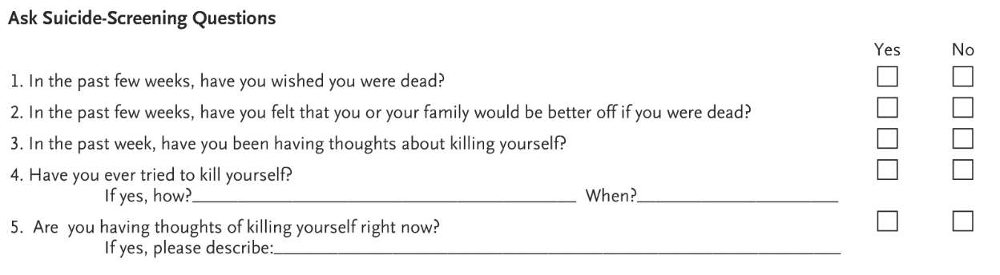 Ask Suicide-Screening Questions
Yes No
1. In the past few weeks, have you wished you were dead?
2. In the past few weeks, have you felt that you or your family would be better off if you were dead?
3. In the past week, have you been having thoughts about killing yourself?
4. Have you ever tried to kill yourself?
If yes, how?________________________ When?________________
5. Are you having thoughts of killing yourself right now?
If yes, please describe:________________________________